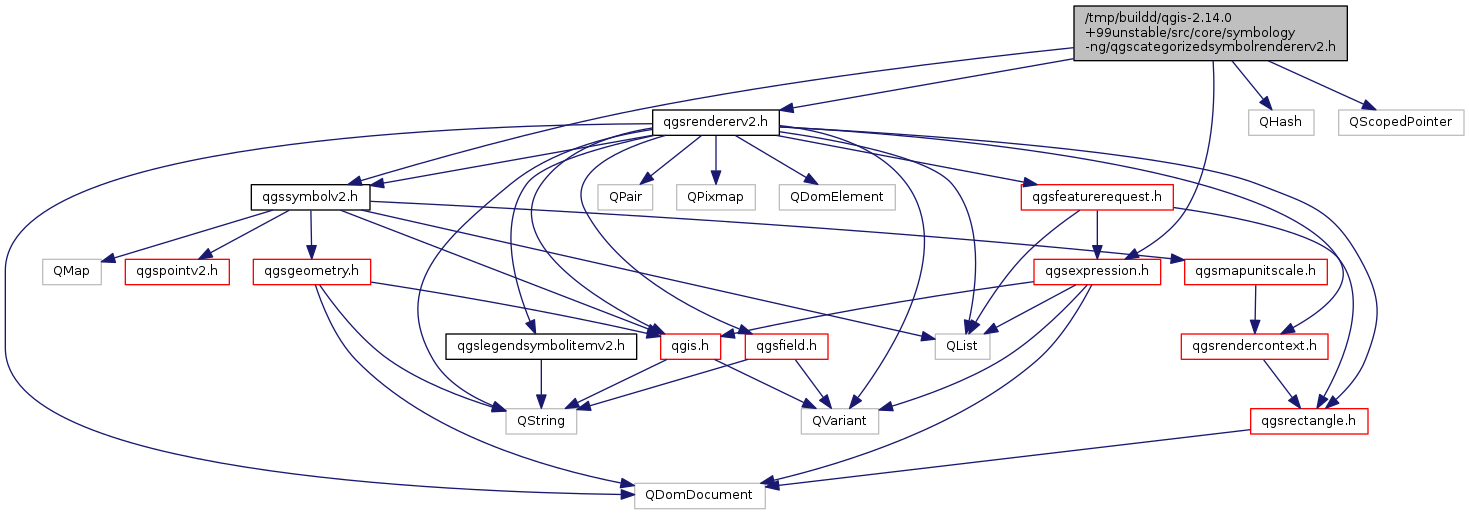 /tmp/buildd/qgis-2.14.0
+99unstable/src/core/symbology
-ng/qgscategorizedsymbolrendererv2.h
qgsrendererv2.h
QHash
QScopedPointer
qgssymbolv2.h
QPair
QPixmap
QDomElement
qgsfeaturerequest.h
QMap
qgspointv2.h
qgsgeometry.h
qgsexpression.h
qgsmapunitscale.h
qgslegendsymbolitemv2.h
qgis.h
qgsfield.h
QList
qgsrendercontext.h
QString
QVariant
qgsrectangle.h
QDomDocument